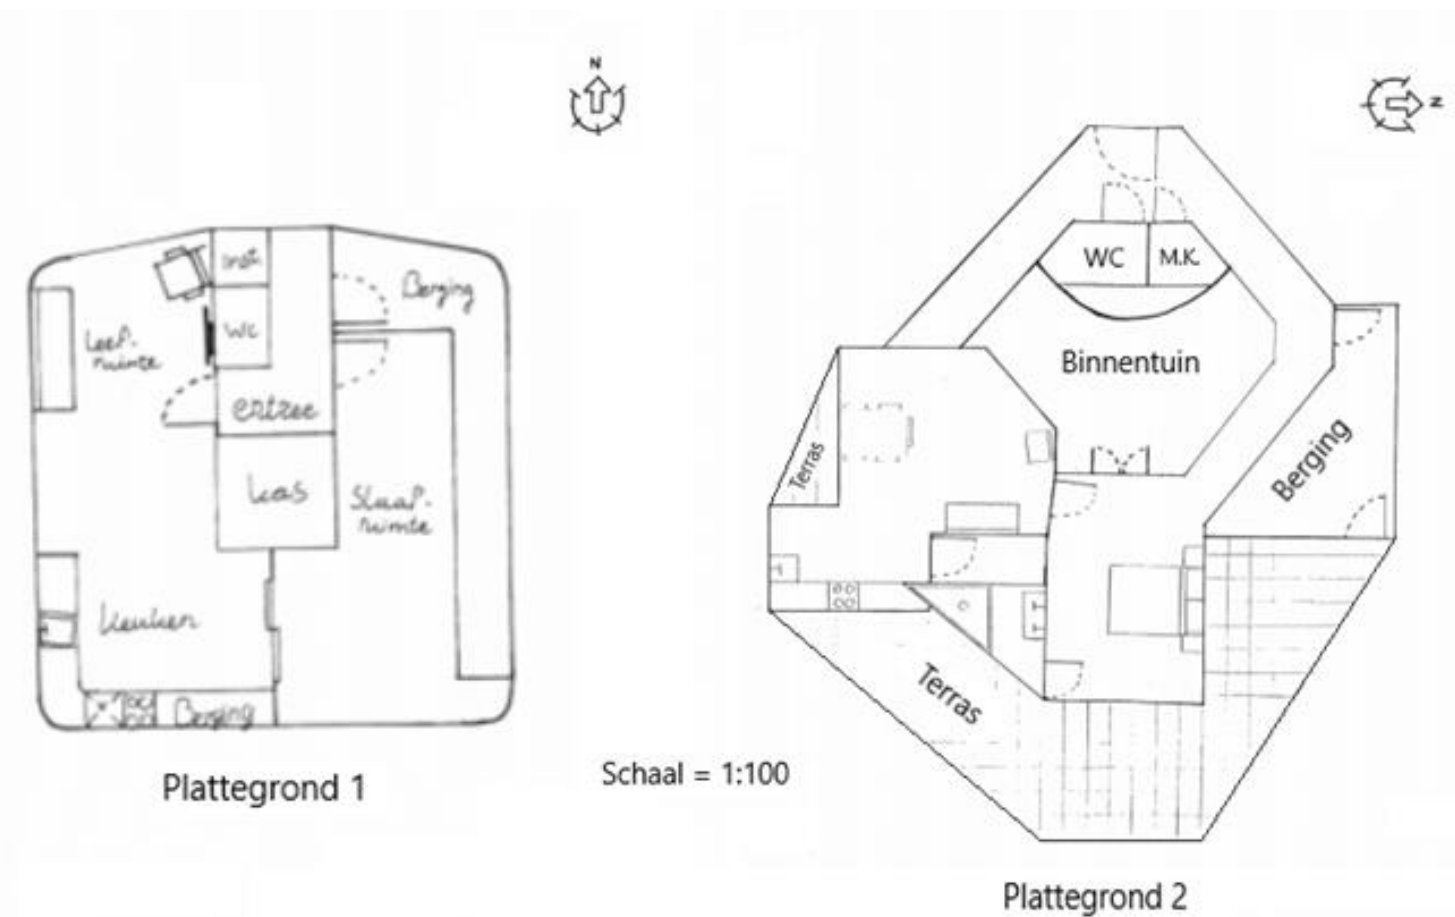 N
N
inst.
Berging
WC
Leef-
ruimte
entree
kas
Slaap-
ruimte
keuken
Berging
Plattegrond 1
Schaal = 1:100
WC
M.K.
Binnentuin
Terras
Berging
Terras
Plattegrond 2